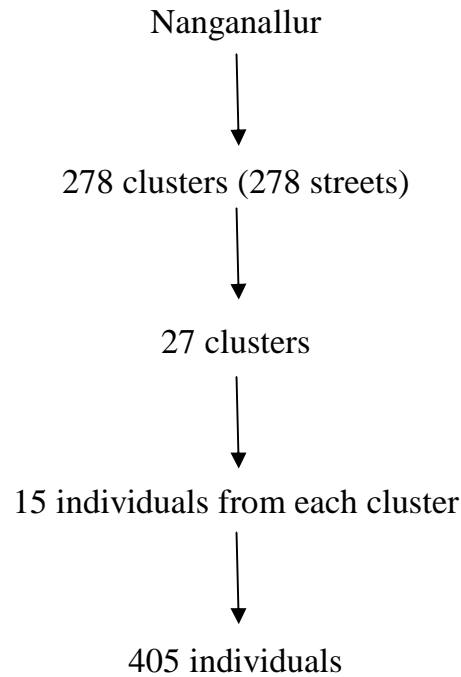 Nanganallur
278 clusters (278 streets)
27 clusters
15 individuals from each cluster
405 individuals